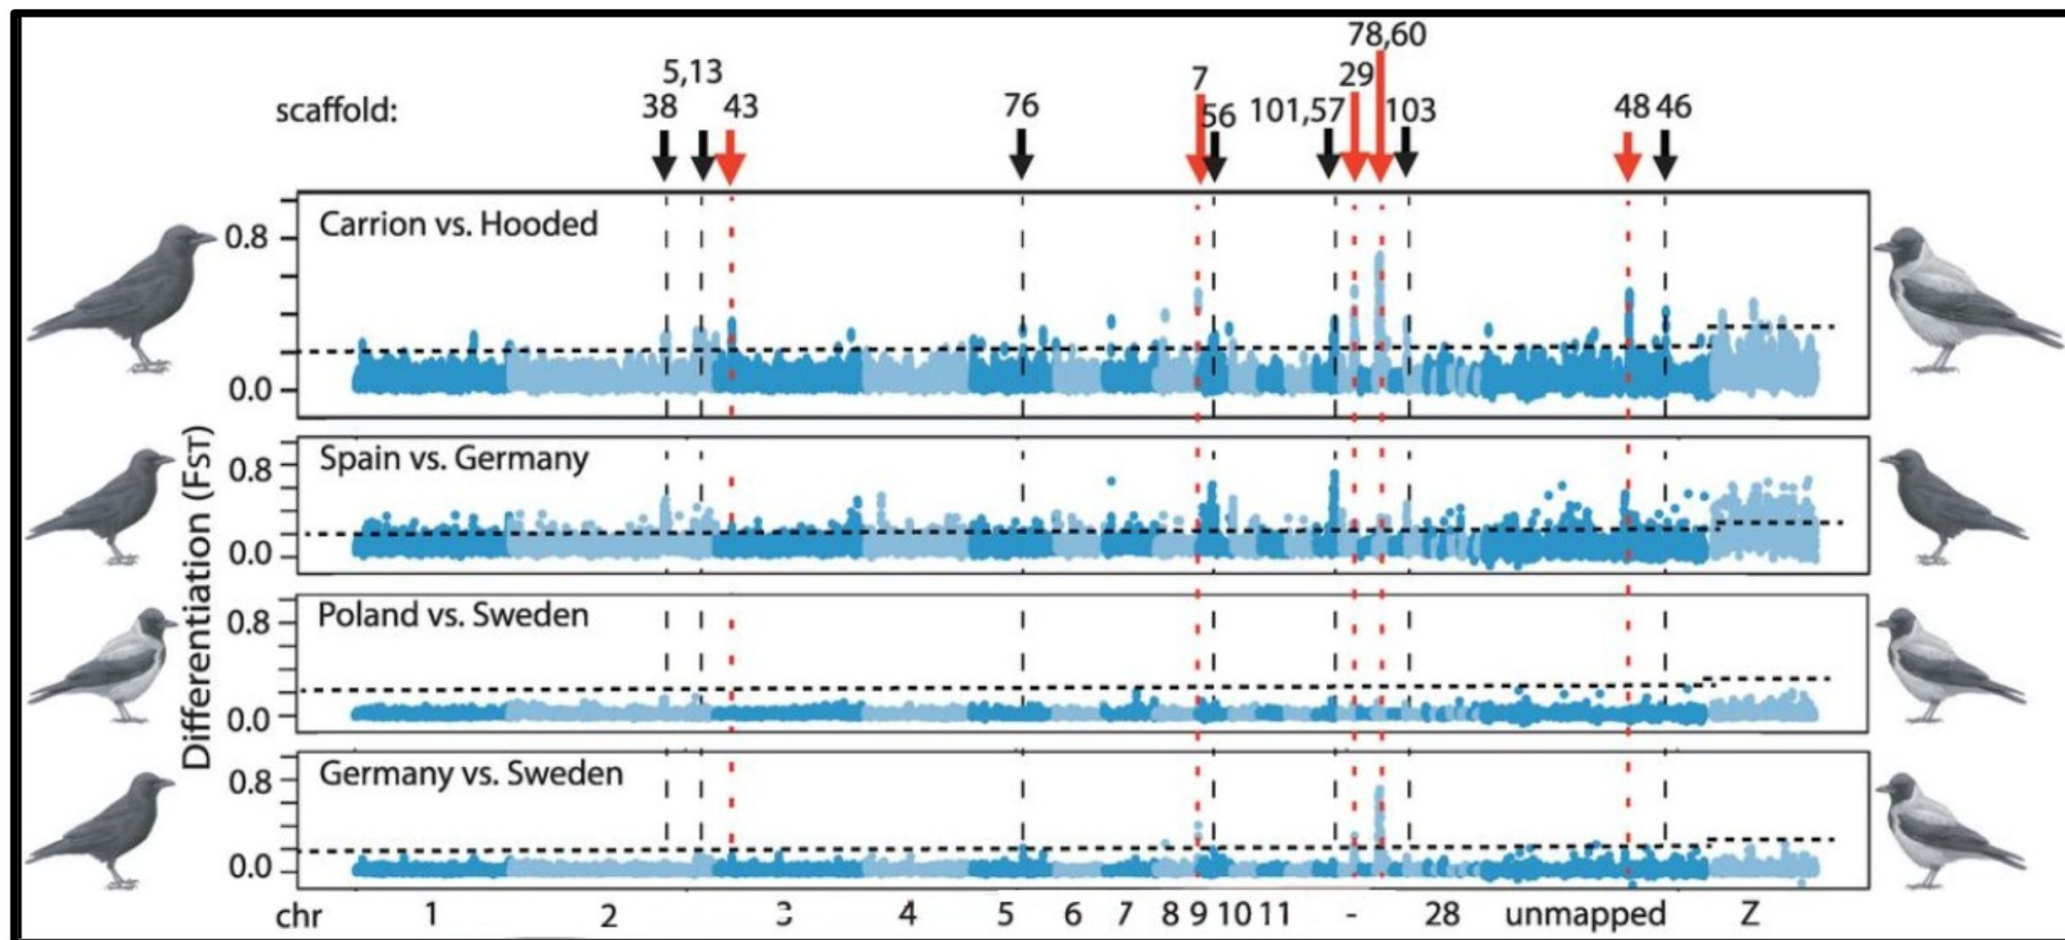 78,60
5,13
7
29
scaffold:
38
43
76
56
101,57
103
48
46
Carrion vs. Hooded
0.8
0.0
Spain vs. Germany
0.8
0.0
Differentiation (FST)
Poland vs. Sweden
0.8
0.0
Germany vs. Sweden
0.8
0.0
chr 1 2 3 4 5 6 7 8 9 10 11 - 28 unmapped Z